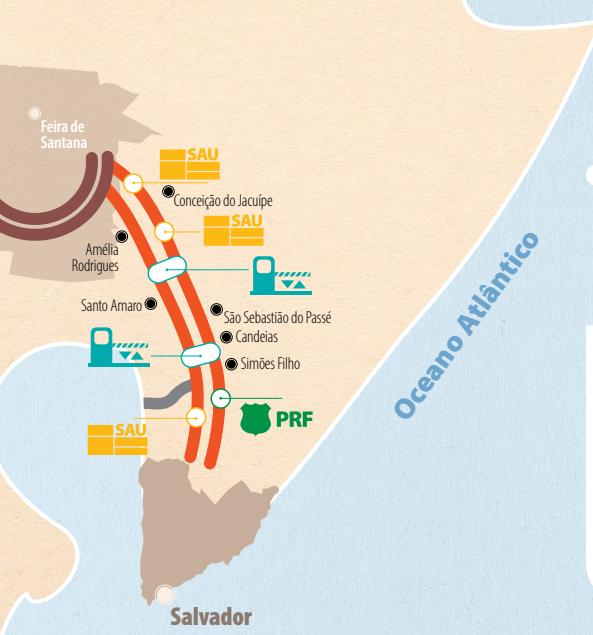 Feira de
Santana
SAU
Conceição do Jacuípe
SAU
Amélia
Rodrigues
Santo Amaro
São Sebastião do Passé
Candeias
Simões Filho
PRF
SAU
Salvador
Oceano Atlântico